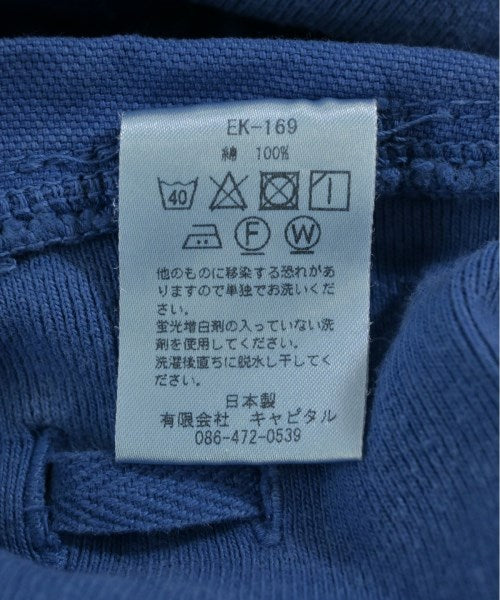 EK-169
綿 100%
40
F W
他のものに移染する恐れがあ
りますので単独でお洗いくだ
さい。
蛍光増白剤の入っていない洗
剤を使用してください。
洗濯後直ちに脱水し干してく
ださい。
日本製
有限会社 キャピタル
086-472-0539